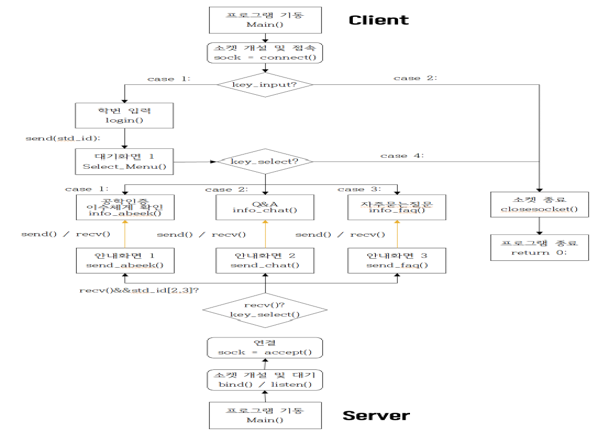 프로그램 기동
Main()
Client
소켓 개설 및 접속
sock = connect()
case 1:
key_input?
case 2:
학번 입력
login()
send(std_id);
대기화면 1
Select_Menu()
key_select?
case 4:
case 1:
case 2:
case 3:
공학인증
이수체계 확인
info_abeek()
Q&A
info_chat()
자주묻는질문
info_faq()
소켓 종료
closesocket()
send() / recv()
send() / recv()
send() / recv()
프로그램 종료
return 0;
안내화면 1
send_abeek()
안내화면 2
send_chat()
안내화면 3
send_faq()
recv()&&std_id[2,3]?
recv()?
key_select()
연결
sock = accept()
소켓 개설 및 대기
bind() / listen()
프로그램 기동
Main()
Server